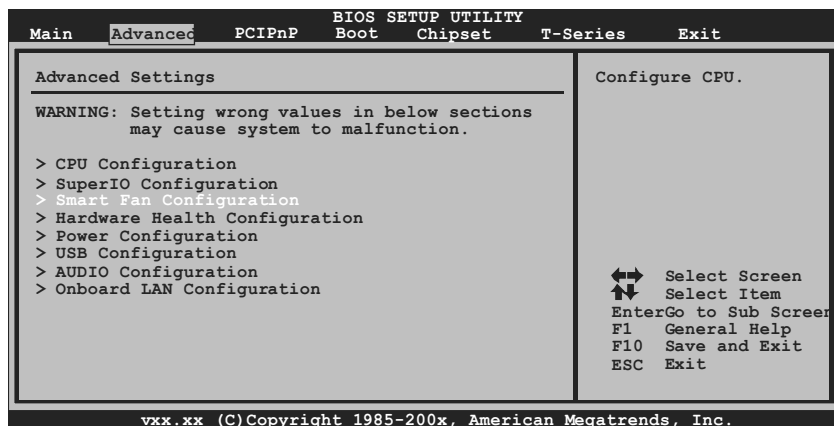 BIOS SETUP UTILITY
Main Advanced PCIPnP Boot Chipset T-Series Exit
Advanced Settings
WARNING: Setting wrong values in below sections
may cause system to malfunction.
> CPU Configuration
> SuperIO Configuration
> Smart Fan Configuration
> Hardware Health Configuration
> Power Configuration
> USB Configuration
> AUDIO Configuration
> Onboard LAN Configuration
Configure CPU.
Select Screen
Select Item
EnterGo to Sub Screen
F1 General Help
F10 Save and Exit
ESC Exit
vxx.xx (C)Copyright 1985-200x, American Megatrends, Inc.